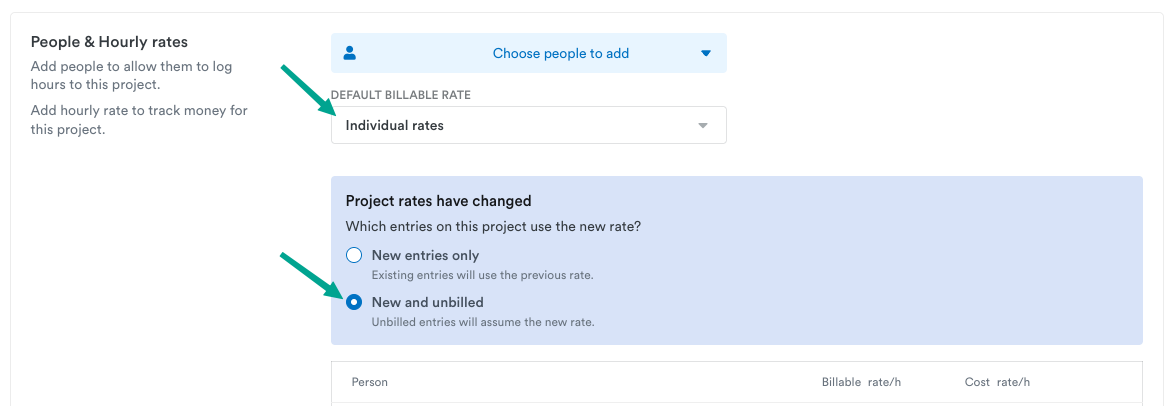 People & Hourly rates
Add people to allow them to log
hours to this project.
Add hourly rate to track money for
this project.
Choose people to add
DEFAULT BILLABLE RATE
Individual rates
Project rates have changed
Which entries on this project use the new rate?
New entries only
Existing entries will use the previous rate.
New and unbilled
Unbilled entries will assume the new rate.
Person Billable rate/h Cost rate/h